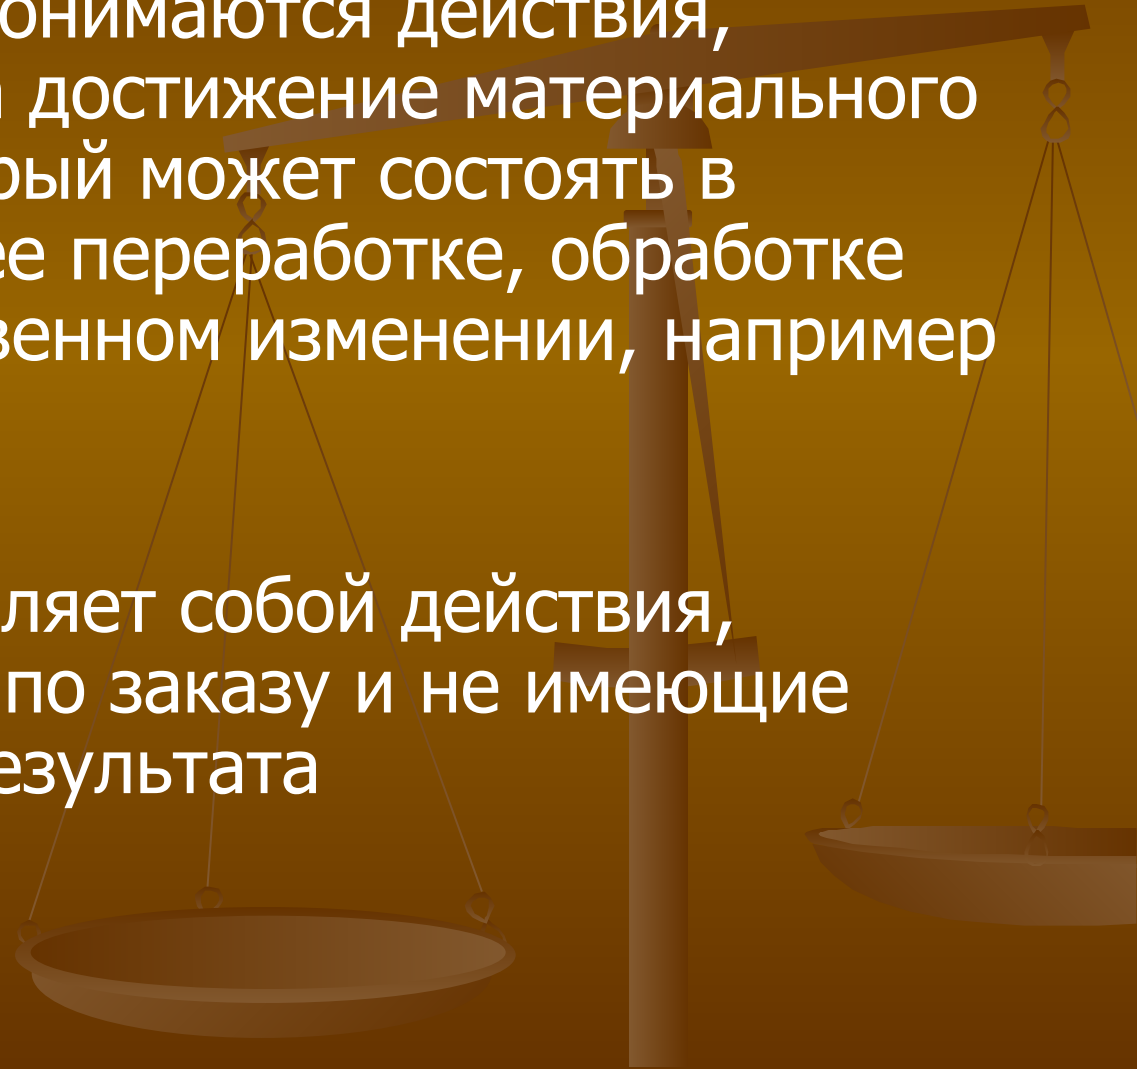 онимаются действия,
достижение материального
рый может состоять в
ее переработке, обработке
венном изменении, например
ляет собой действия,
по заказу и не имеющие
езультата